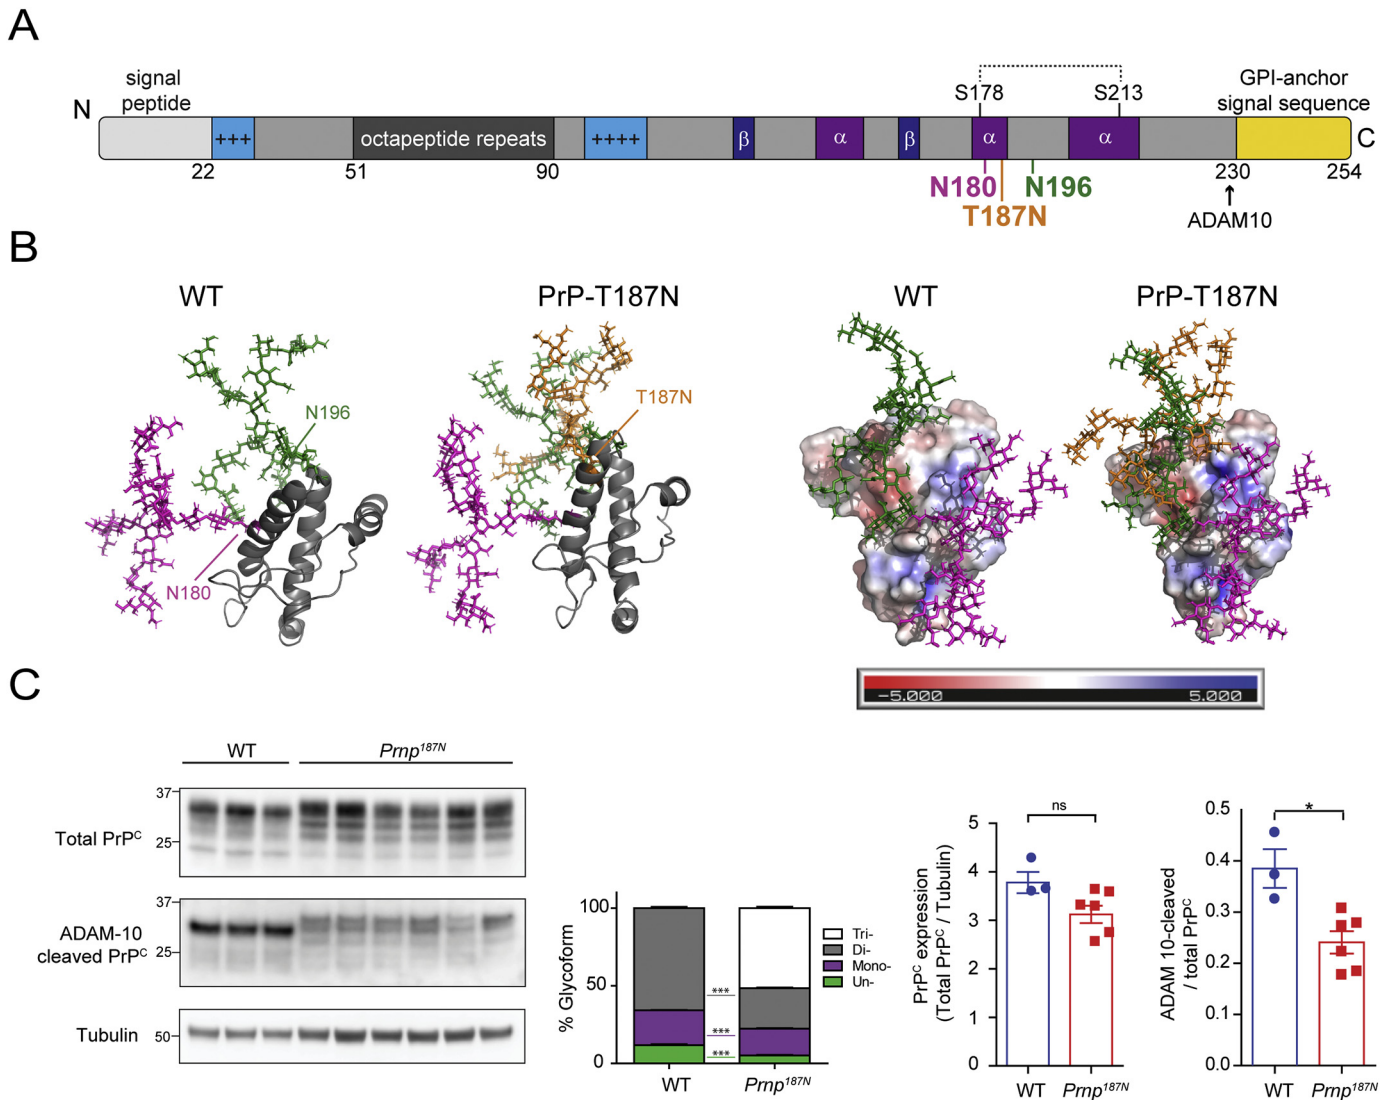 A
signal
peptide
N
+++
octapeptide repeats
++++
β
α
β
α
α
S178
S213
GPI-anchor
signal sequence
C
22
51
90
N180
T187N
N196
230
254
ADAM10
B
WT
PrP-T187N
WT
PrP-T187N
N196
N180
T187N
-5.000
5.000
C
WT
Prnp187N
37
25
Total PrPC
37
25
ADAM-10
cleaved PrPC
Tubulin
50
% Glycoform
100
50
0
***
***
***
WT
Prnp187N
Tri-
Di-
Mono-
Un-
PrPC expression
(Total PrPC / Tubulin)
5
4
3
2
1
0
ns
WT
Prnp187N
ADAM 10-cleaved
/ total PrPC
0.5
0.4
0.3
0.2
0.1
0.0
*
WT
Prnp187N